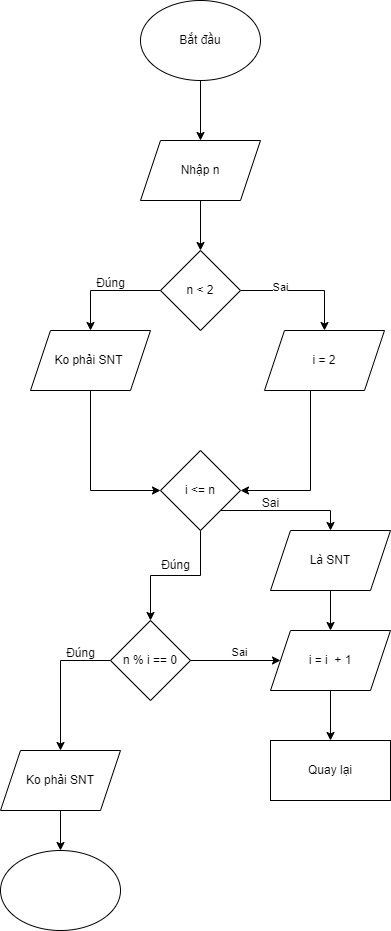 Bắt đầu
Nhập n
n < 2
Đúng
Sai
Ko phải SNT
i = 2
i <= n
Sai
Là SNT
Đúng
n % i == 0
Đúng
Sai
i = i + 1
Ko phải SNT
Quay lại